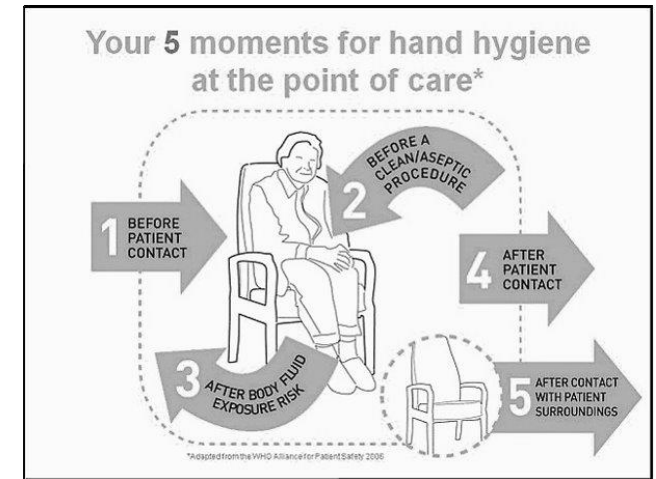 Your 5 moments for hand hygiene
at the point of care*
1 BEFORE
PATIENT
CONTACT
2 BEFORE A
CLEAN/ASEPTIC
PROCEDURE
3 AFTER BODY FLUID
EXPOSURE RISK
4 AFTER
PATIENT
CONTACT
5 AFTER CONTACT
WITH PATIENT
SURROUNDINGS
*Adapted from the WHO Alliance for Patient Safety 2006